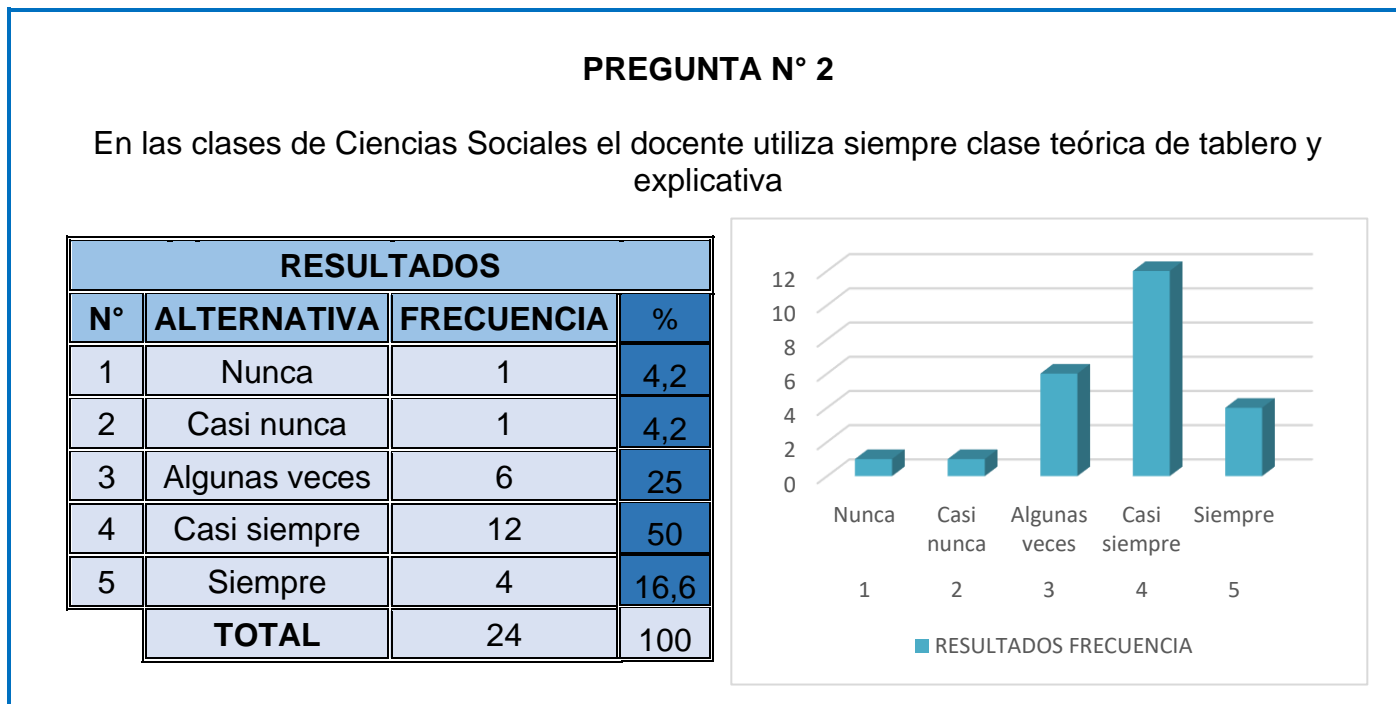 PREGUNTA N° 2
En las clases de Ciencias Sociales el docente utiliza siempre clase teórica de tablero y
explicativa
RESULTADOS
N° ALTERNATIVA FRECUENCIA %
1 Nunca 1 4,2
2 Casi nunca 1 4,2
3 Algunas veces 6 25
4 Casi siempre 12 50
5 Siempre 4 16,6
TOTAL 24 100
12
10
8
6
4
2
0
Nunca Casi Algunas Casi Siempre
nunca veces siempre
1 2 3 4 5
RESULTADOS FRECUENCIA